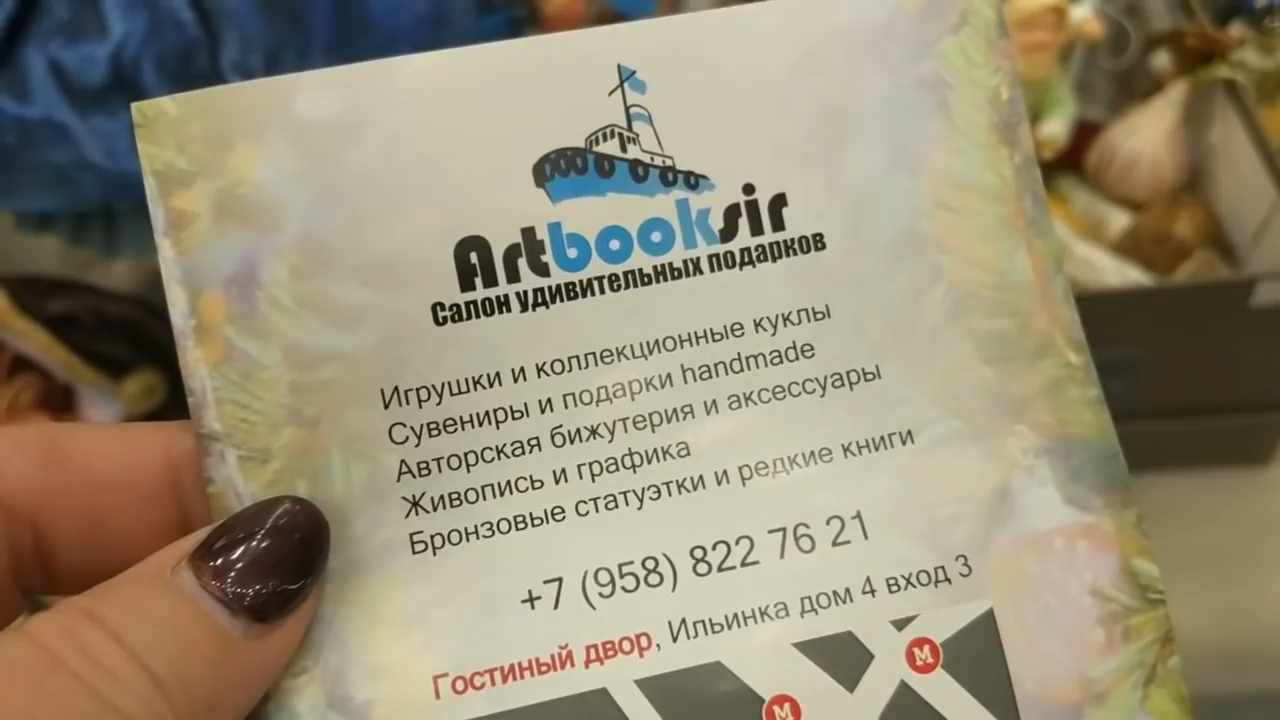 Artbooksir
Салон удивительных подарков
Игрушки и коллекционные куклы
Сувениры и подарки handmade
Авторская бижутерия и аксессуары
Живопись и графика
Бронзовые статуэтки и редкие книги
+7 (958) 822 76 21
Гостиный двор, Ильинка дом 4 вход 3
М
М